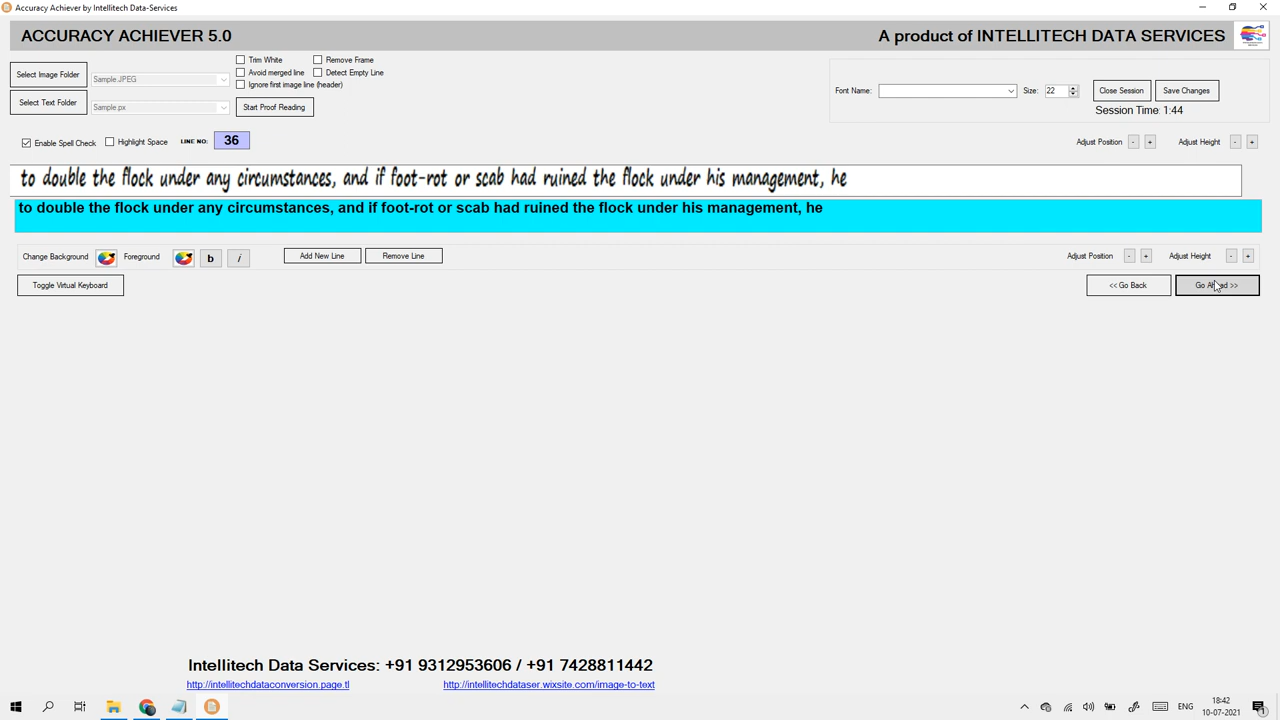 Accuracy Achiever by Intellitech Data-Services
ACCURACY ACHIEVER 5.0
A product of INTELLITECH DATA SERVICES
Select Image Folder
Sample.JPEG
Trim White
Remove Frame
Avoid merged line
Detect Empty Line
Ignore first image line (header)
Select Text Folder
Sample.px
Start Proof Reading
Font Name:
Size: 22
Close Session
Save Changes
Session Time: 1:44
Enable Spell Check
Highlight Space
LINE NO: 36
Adjust Position - +
Adjust Height - +
to double the flock under any circumstances, and if foot-rot or scab had ruined the flock under his management, he
to double the flock under any circumstances, and if foot-rot or scab had ruined the flock under his management, he
Change Background
Foreground
b
i
Add New Line
Remove Line
Adjust Position - +
Adjust Height - +
Toggle Virtual Keyboard
<< Go Back
Go Ahead >>
Intellitech Data Services: +91 9312953606 / +91 7428811442
http://intellitechdataconversion.page.tl
http://intellitechdataser.wixsite.com/image-to-text
ENG
18:42
10-07-2021
1